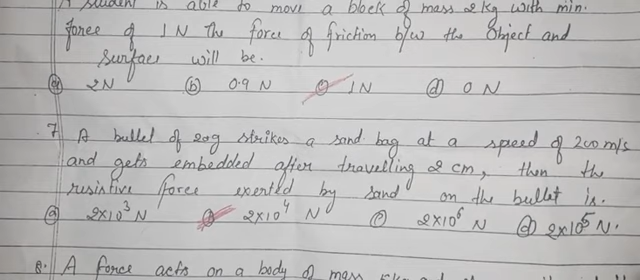 A student is able to move a block of mass 2 kg with min.
force of 1 N The force of friction b/w the Object and
Surface will be.
(a) 2N (b) 0.9 N (c) 1N (d) 0 N
7. A bullet of 20g strikes a sand bag at a speed of 200 m/s
and gets embedded after travelling 2 cm, then the
resistive force exerted by sand on the bullet is.
(a) 2×10³ N (b) 2×10⁴ N (c) 2×10⁶ N (d) 2×10⁵ N.
8. A force acts on a body of mass